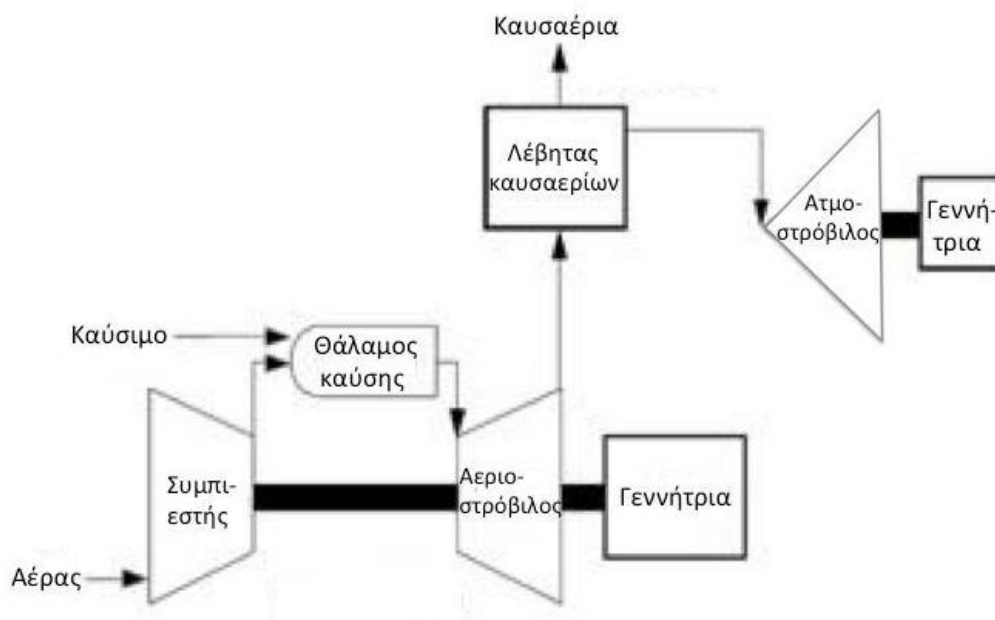 Καυσαέρια
Λέβητας
καυσαερίων
Ατμο-
στρόβιλος
Γεννή-
τρια
Καύσιμο
Θάλαμος
καύσης
Συμπι-
εστής
Αεριο-
στρόβιλος
Γεννήτρια
Αέρας